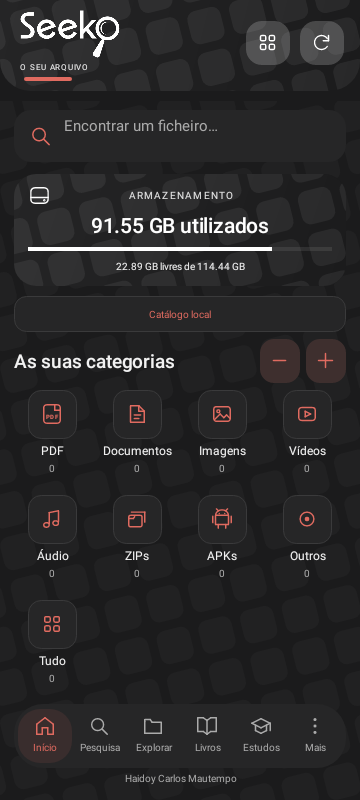 Seeko
O SEU ARQUIVO
Encontrar um ficheiro...
ARMAZENAMENTO
91.55 GB utilizados
22.89 GB livres de 114.44 GB
Catálogo local
As suas categorias
PDF
PDF Documentos Imagens Vídeos
0 0 0 0
Áudio ZIPs APKs Outros
0 0 0 0
Tudo
0
Início Pesquisa Explorar Livros Estudos Mais
Haidoy Carlos Mautempo